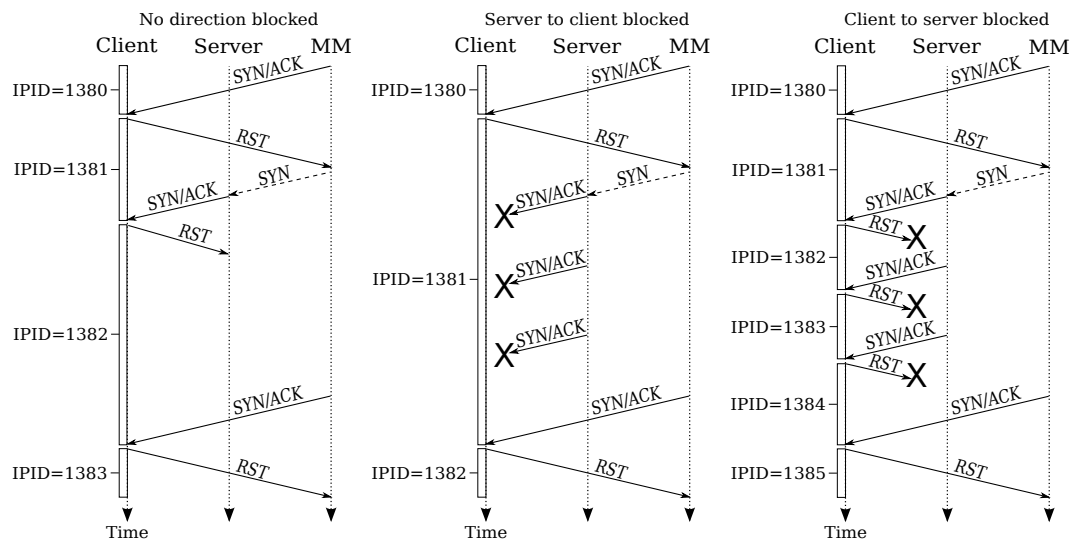 No direction blocked
Client Server MM
IPID=1380
SYN/ACK
RST
IPID=1381
SYN
SYN/ACK
RST
IPID=1382
SYN/ACK
IPID=1383
RST
Time
Server to client blocked
Client Server MM
IPID=1380
SYN/ACK
RST
SYN
SYN/ACK
X
IPID=1381
SYN/ACK
X
SYN/ACK
X
SYN/ACK
IPID=1382
RST
Time
Client to server blocked
Client Server MM
IPID=1380
SYN/ACK
RST
IPID=1381
SYN
SYN/ACK
RST X
IPID=1382
SYN/ACK
RST X
IPID=1383
SYN/ACK
RST X
IPID=1384
SYN/ACK
IPID=1385
RST
Time